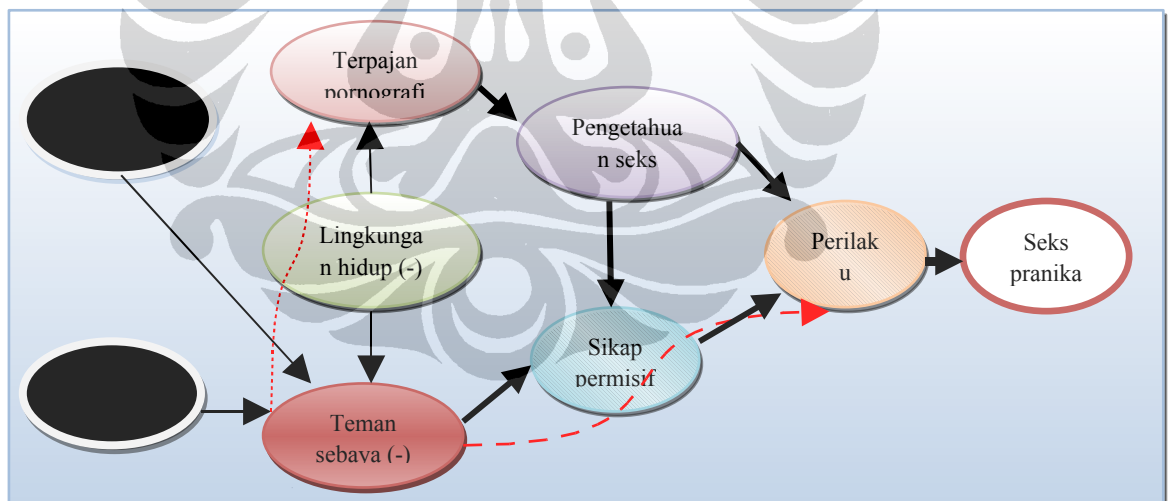 Terpajan
pornografi
Pengetahua
n seks
Lingkunga
n hidup (-)
Perilak
u
Seks
pranika
Sikap
permisif
Teman
sebaya (-)